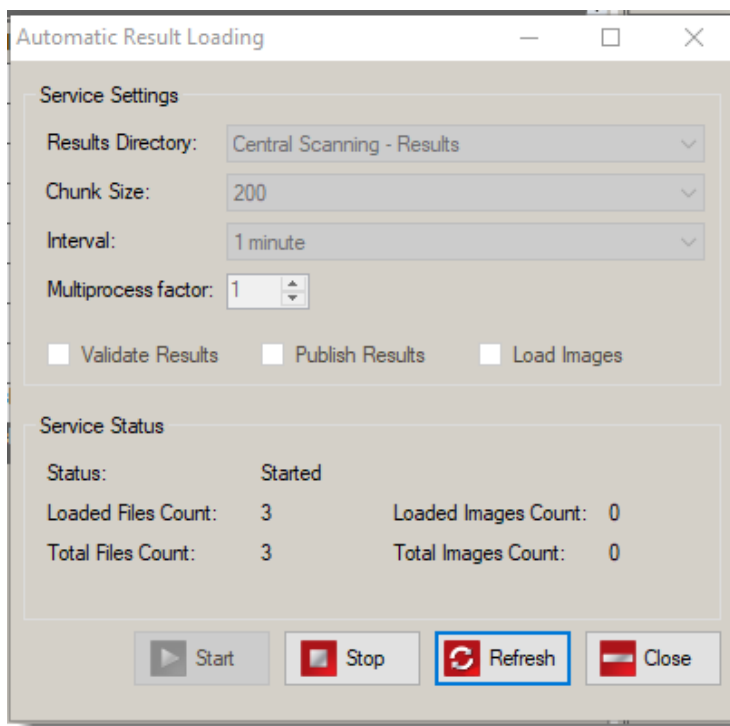 Automatic Result Loading
Service Settings
Results Directory: Central Scanning - Results
Chunk Size: 200
Interval: 1 minute
Multiprocess factor: 1
Validate Results Publish Results Load Images
Service Status
Status: Started
Loaded Files Count: 3 Loaded Images Count: 0
Total Files Count: 3 Total Images Count: 0
Start Stop Refresh Close